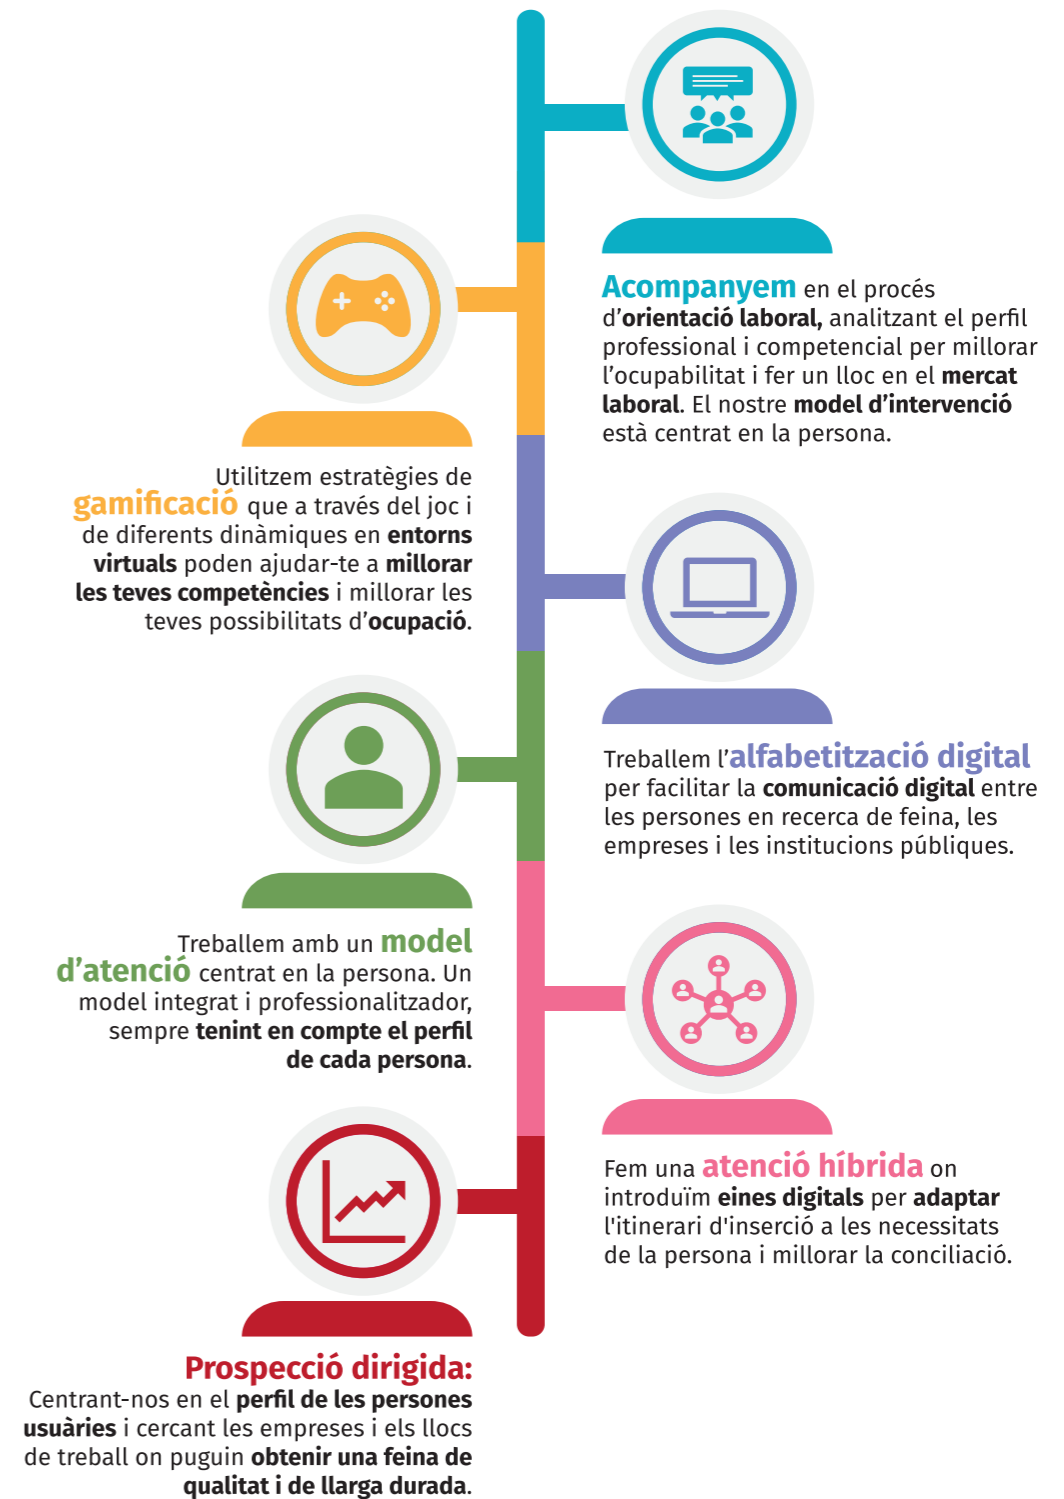 Acompanyem en el procés
d’orientació laboral, analitzant el perfil
professional i competencial per millorar
l’ocupabilitat i fer un lloc en el mercat
laboral. El nostre model d’intervenció
està centrat en la persona.
Utilitzem estratègies de
gamificació que a través del joc i
de diferents dinàmiques en entorns
virtuals poden ajudar-te a millorar
les teves competències i millorar les
teves possibilitats d’ocupació.
Treballem l’alfabetització digital
per facilitar la comunicació digital entre
les persones en recerca de feina, les
empreses i les institucions públiques.
Treballem amb un model
d’atenció centrat en la persona. Un
model integrat i professionalitzador,
sempre tenint en compte el perfil
de cada persona.
Fem una atenció híbrida on
introduïm eines digitals per adaptar
l'itinerari d'inserció a les necessitats
de la persona i millorar la conciliació.
Prospecció dirigida:
Centrant-nos en el perfil de les persones
usuàries i cercant les empreses i els llocs
de treball on puguin obtenir una feina de
qualitat i de llarga durada.